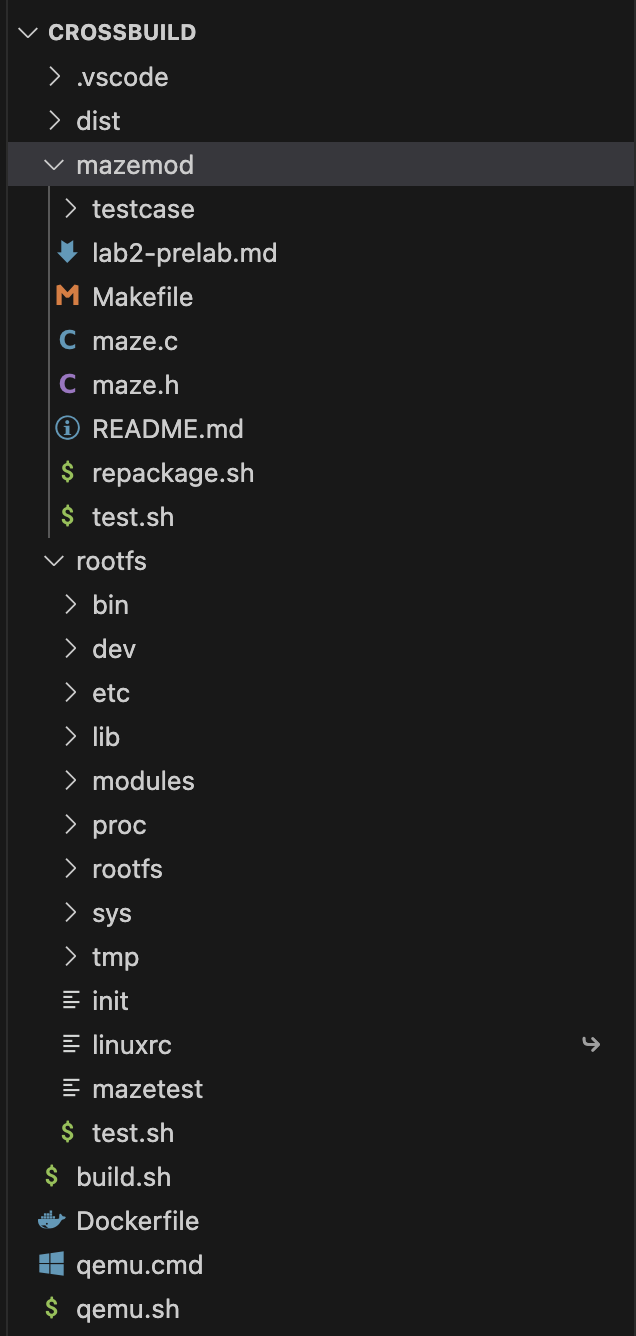 CROSSBUILD
.vscode
dist
mazemod
testcase
lab2-prelab.md
M Makefile
C maze.c
C maze.h
README.md
$ repackage.sh
$ test.sh
rootfs
bin
dev
etc
lib
modules
proc
rootfs
sys
tmp
init
linuxrc
mazetest
$ test.sh
$ build.sh
Dockerfile
qemu.cmd
$ qemu.sh